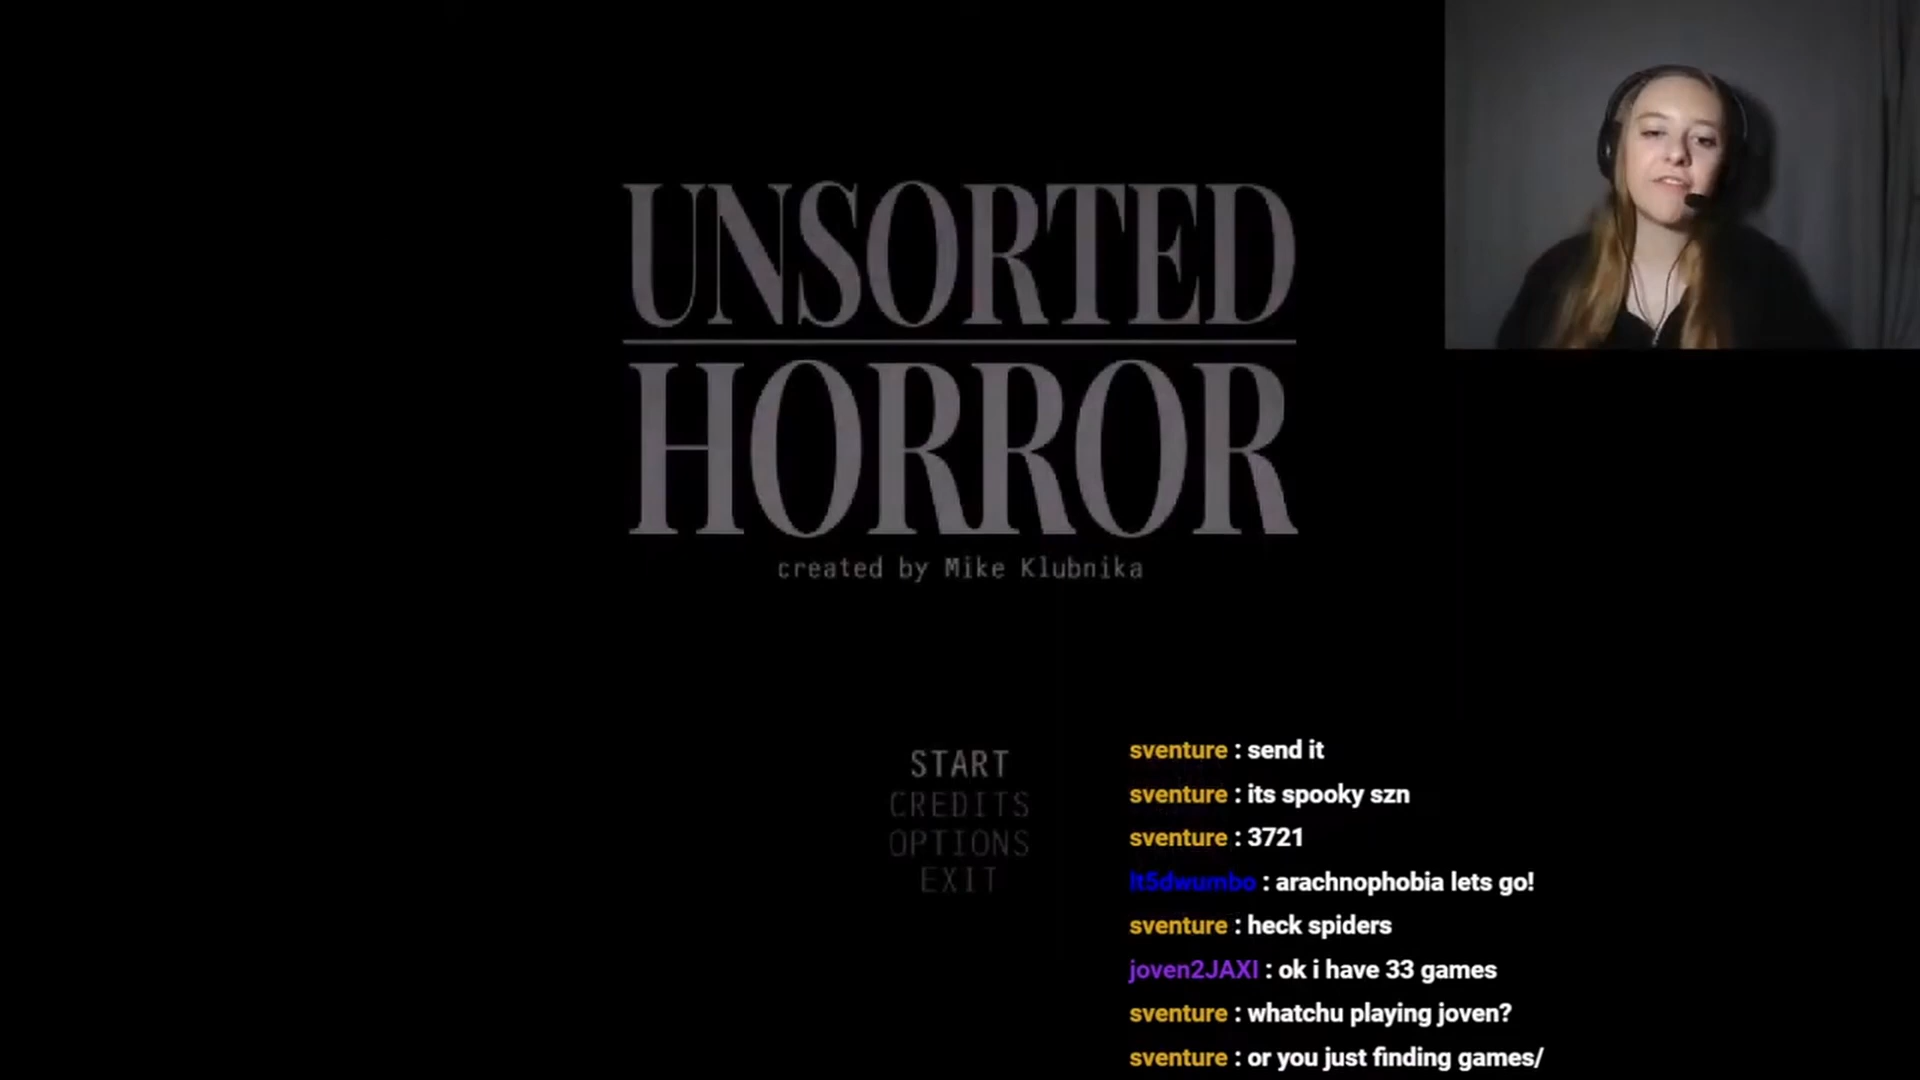 UNSORTED
HORROR
created by Mike Klubnika
START
CREDITS
OPTIONS
EXIT
sventure : send it
sventure : its spooky szn
sventure : 3721
lt5dwumbo : arachnophobia lets go!
sventure : heck spiders
joven2JAXI : ok i have 33 games
sventure : whatchu playing joven?
sventure : or you just finding games/